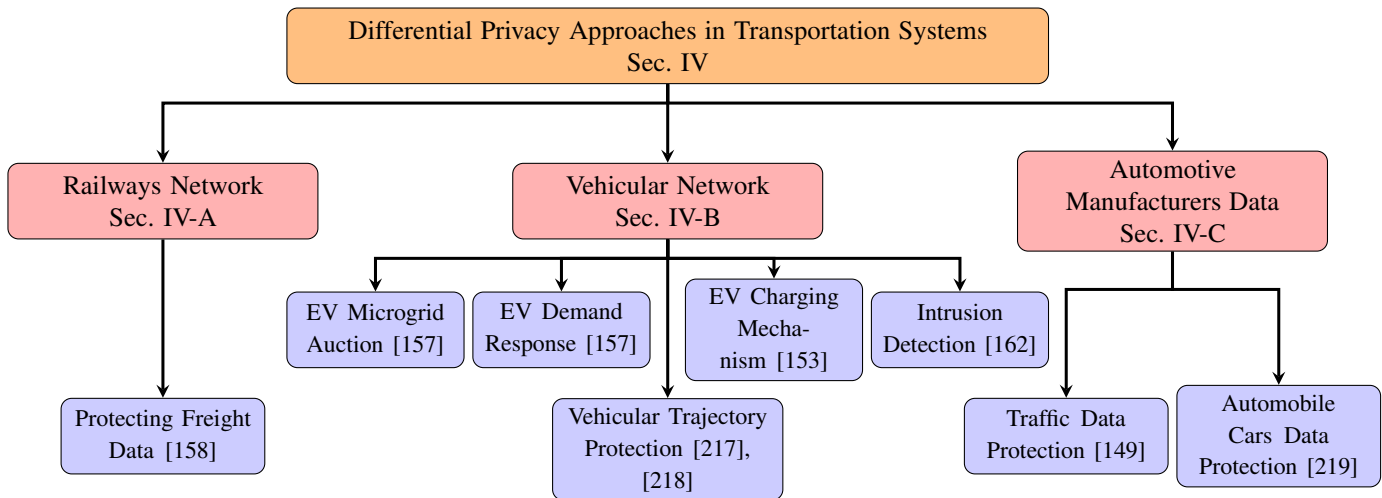 Differential Privacy Approaches in Transportation Systems
Sec. IV
Railways Network
Sec. IV-A
Vehicular Network
Sec. IV-B
Automotive
Manufacturers Data
Sec. IV-C
EV Microgrid
Auction [157]
EV Demand
Response [157]
EV Charging
Mecha-
nism [153]
Intrusion
Detection [162]
Protecting Freight
Data [158]
Vehicular Trajectory
Protection [217],
[218]
Traffic Data
Protection [149]
Automobile
Cars Data
Protection [219]